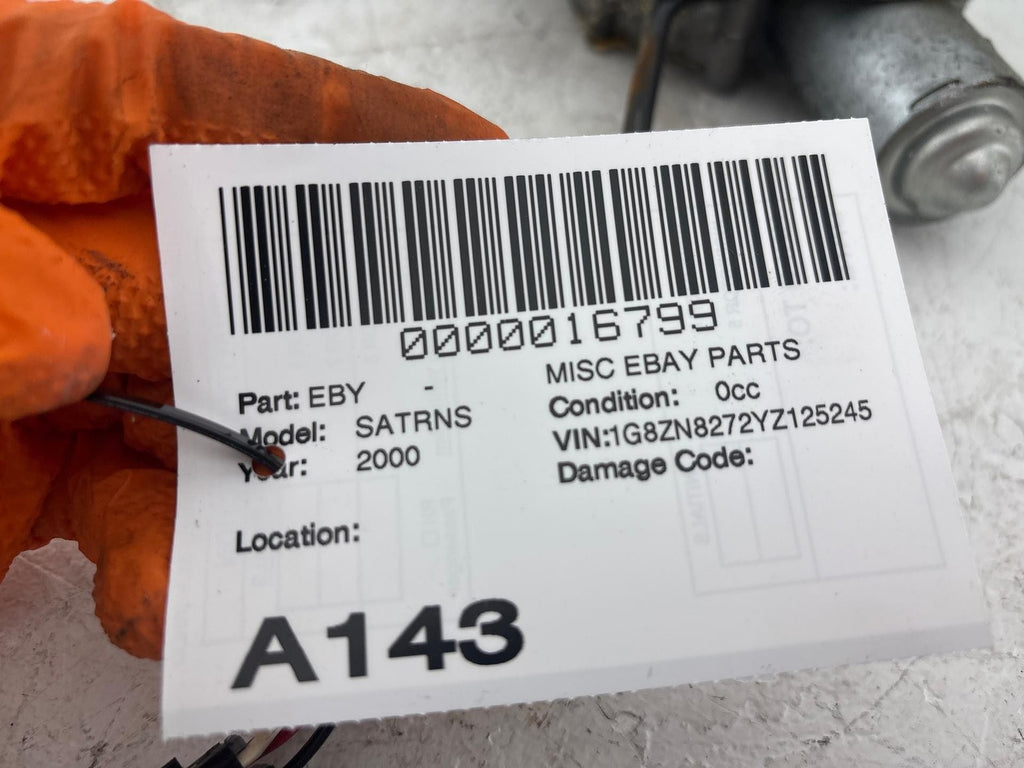 0000016799
Part: EBY - MISC EBAY PARTS
Model: SATRNS Condition: 0cc
Year: 2000 VIN:1G8ZN8272YZ125245
Damage Code:
Location:
A143